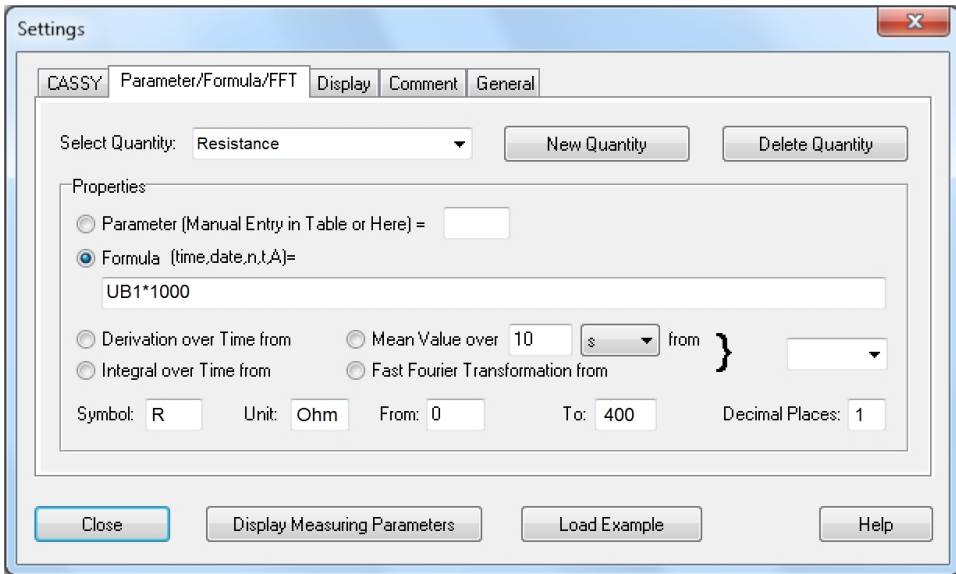 Settings
CASSY Parameter/Formula/FFT Display Comment General
Select Quantity: Resistance New Quantity Delete Quantity
Properties
Parameter (Manual Entry in Table or Here) =
Formula (time,date,n,t,A)=
UB1*1000
Derivation over Time from Mean Value over 10 s from }
Integral over Time from Fast Fourier Transformation from
Symbol: R Unit: Ohm From: 0 To: 400 Decimal Places: 1
Close Display Measuring Parameters Load Example Help